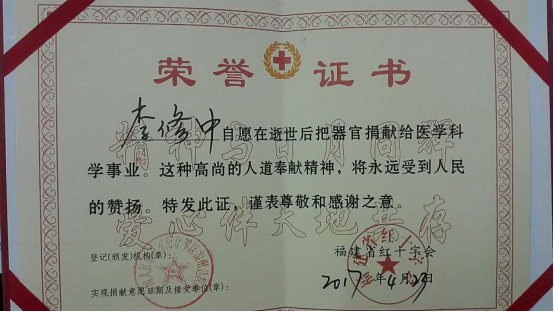 荣誉证书
李修中自愿在逝世后把器官捐献给医学科
学事业。这种高尚的人道奉献精神，将永远受到人民
的赞扬。特发此证，谨表尊敬和感谢之意。
精神与日月同辉
爱心伴天地共存
登记(颁发)机构(章)：
福建省红十字会
2017年4月23日
实现捐献意愿日期及接受单位(章)：